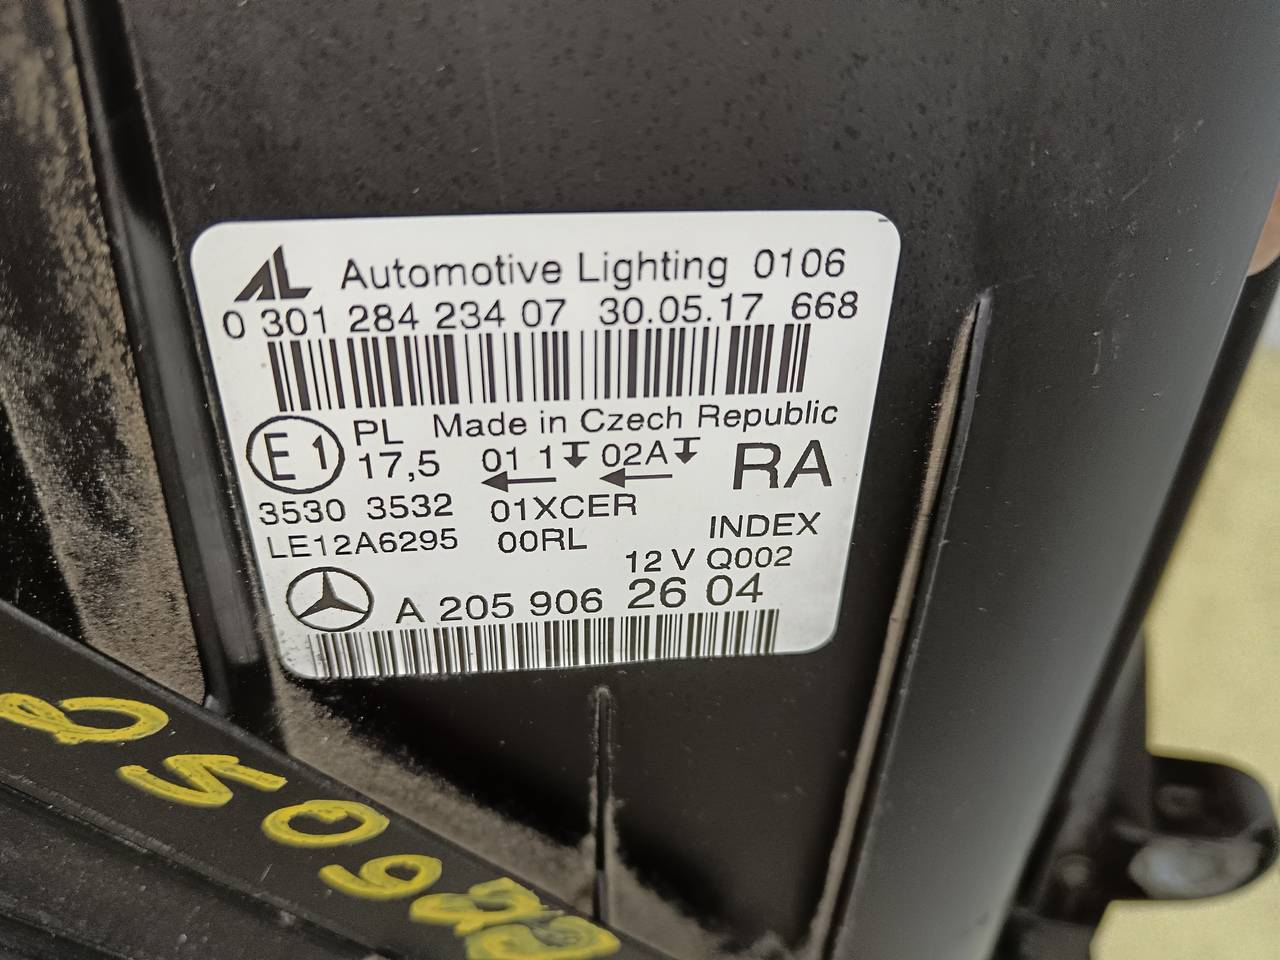 AL Automotive Lighting 0106
0 301 284 234 07 30.05.17 668
E1 PL Made in Czech Republic
17,5 01 1 02A RA
3530 3532 01XCER
LE12A6295 00RL INDEX
12 V Q002
A 205 906 26 04